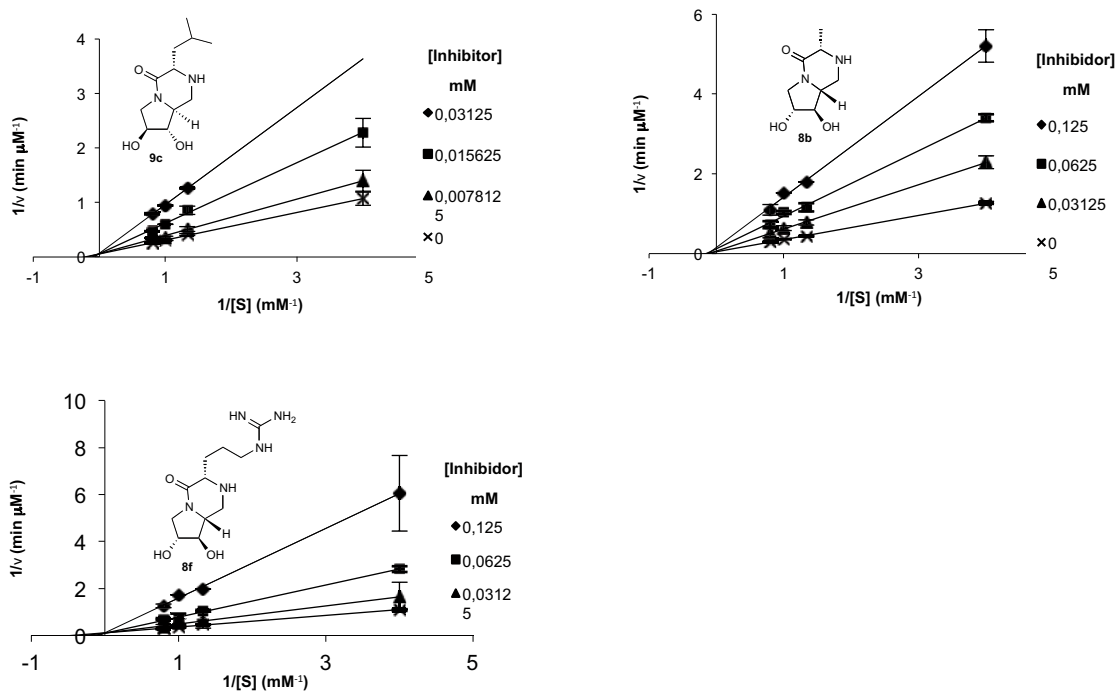 4
3
2
1
0
-1
1
3
5
1/v (min µM-1)
1/[S] (mM-1)
O
NH
N
H
HO
OH
9c
[Inhibitor]
mM
0,03125
0,015625
0,007812
5
0
6
4
2
0
-1
1
3
5
1/v (min µM-1)
1/[S] (mM-1)
O
NH
N
H
HO
OH
8b
[Inhibidor]
mM
0,125
0,0625
0,03125
0
10
8
6
4
2
0
-1
1
3
5
1/v (min µM-1)
1/[S] (mM-1)
HN
NH2
NH
O
NH
N
H
HO
OH
8f
[Inhibidor]
mM
0,125
0,0625
0,0312
5